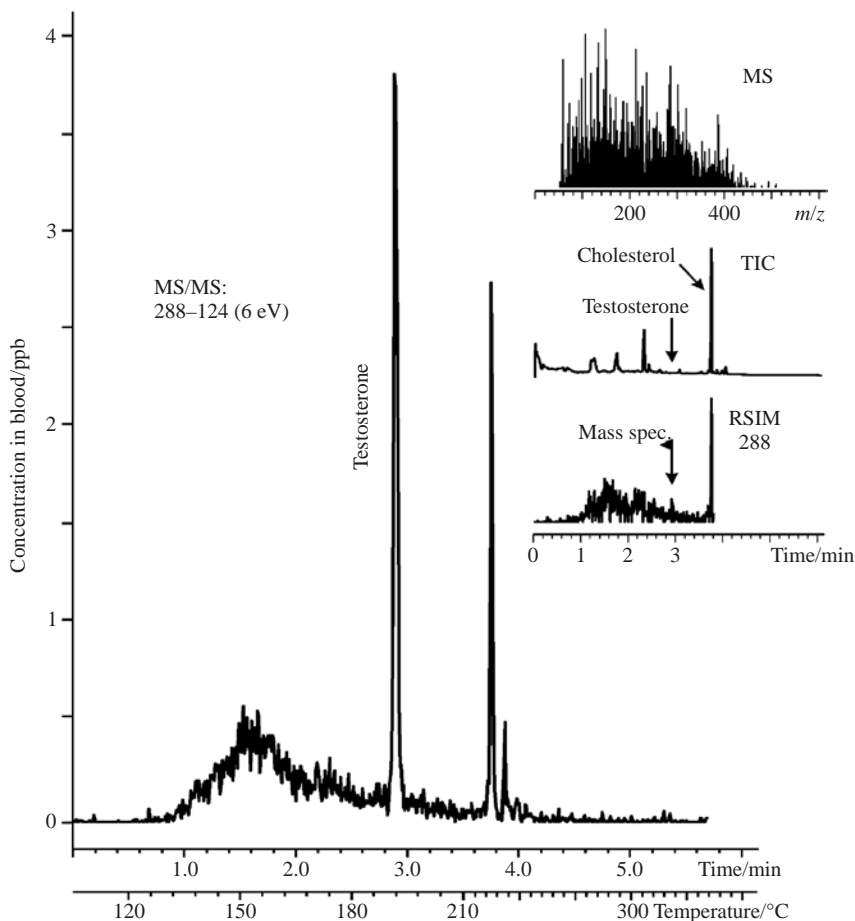 4
3
2
1
0
Concentration in blood/ppb
MS/MS:
288–124 (6 eV)
Testosterone
1.0 2.0 3.0 4.0 5.0 Time/min
120 150 180 210 300 Temperature/°C
MS
200 400 m/z
Cholesterol TIC
Testosterone
Mass spec. RSIM
288
0 1 2 3 Time/min